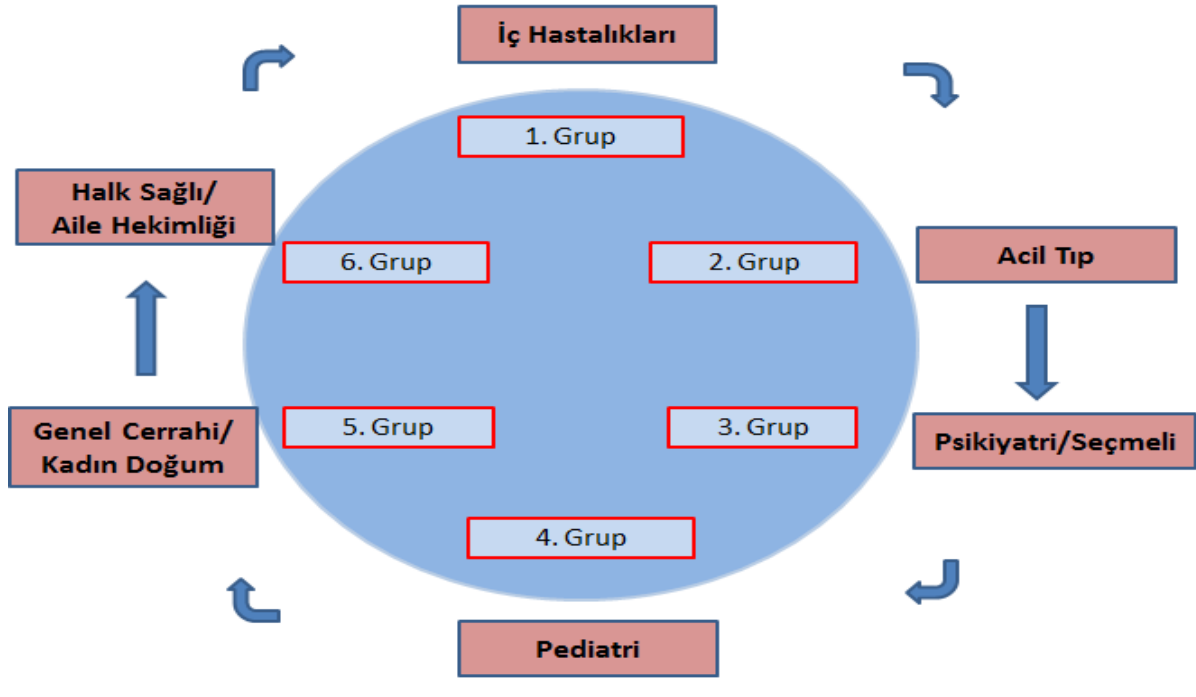 İç Hastalıkları
1. Grup
Halk Sağlı/
Aile Hekimliği
6. Grup
2. Grup
Acil Tıp
Genel Cerrahi/
Kadın Doğum
5. Grup
3. Grup
Psikiyatri/Seçmeli
4. Grup
Pediatri